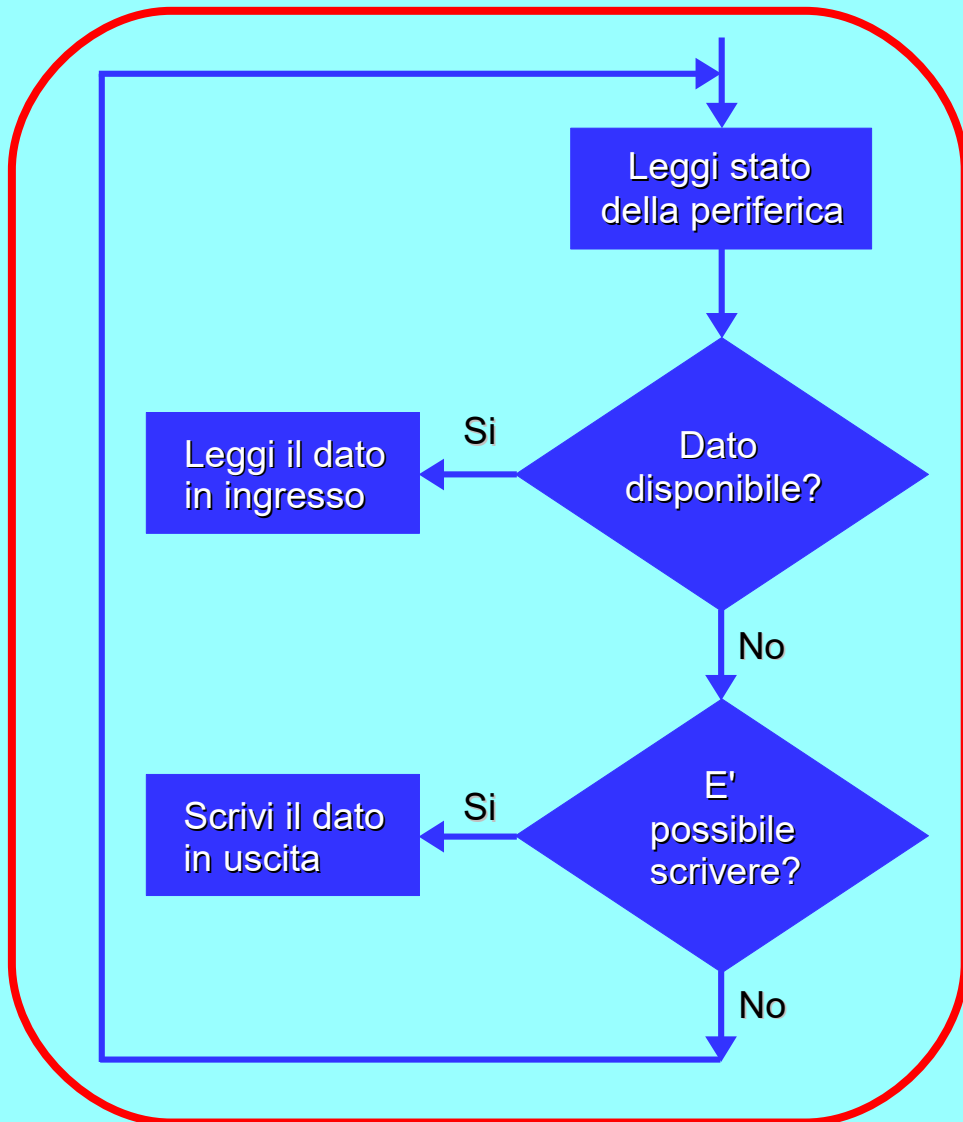 Leggi stato
della periferica
Si
Leggi il dato
in ingresso
Dato
disponibile?
No
Si
Scrivi il dato
in uscita
E'
possibile
scrivere?
No